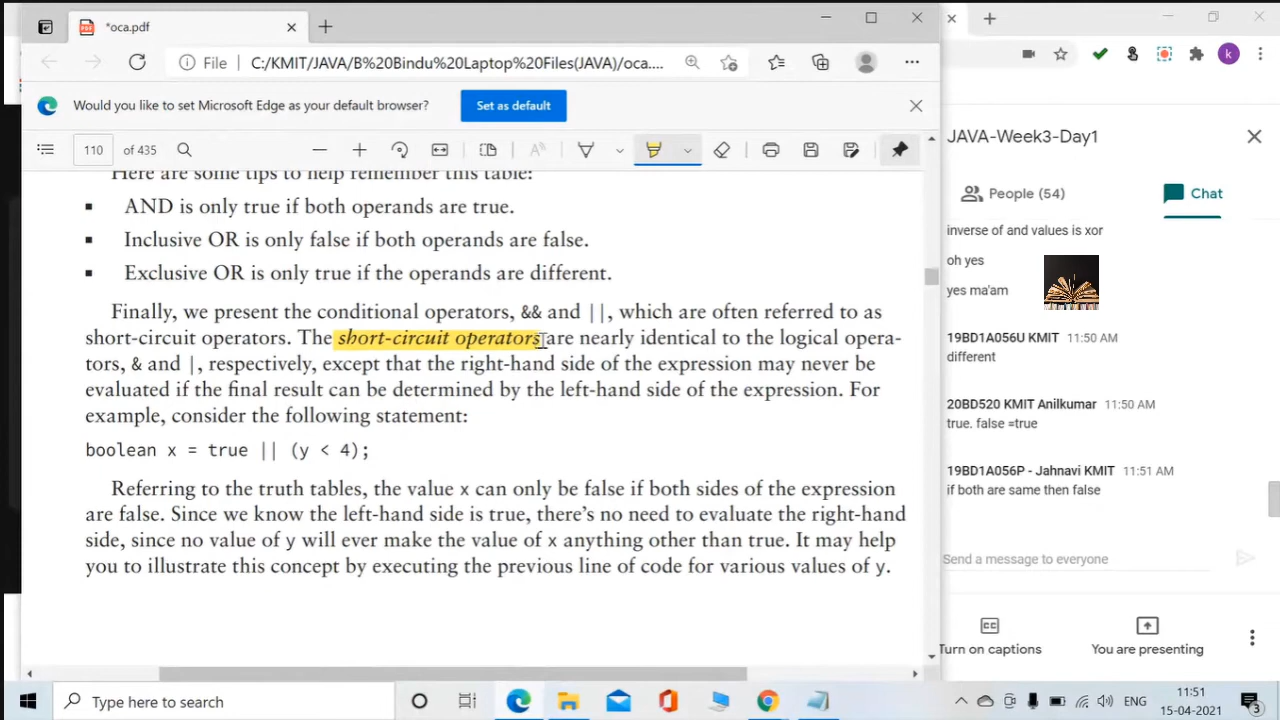 *oca.pdf
File
C:/KMIT/JAVA/B%20Bindu%20Laptop%20Files(JAVA)/oca....
k
Would you like to set Microsoft Edge as your default browser?
Set as default
110 of 435
Here are some tips to help remember this table:
AND is only true if both operands are true.
Inclusive OR is only false if both operands are false.
Exclusive OR is only true if the operands are different.
Finally, we present the conditional operators, && and ||, which are often referred to as
short-circuit operators. The short-circuit operators are nearly identical to the logical opera-
tors, & and |, respectively, except that the right-hand side of the expression may never be
evaluated if the final result can be determined by the left-hand side of the expression. For
example, consider the following statement:
boolean x = true || (y < 4);
Referring to the truth tables, the value x can only be false if both sides of the expression
are false. Since we know the left-hand side is true, there's no need to evaluate the right-hand
side, since no value of y will ever make the value of x anything other than true. It may help
you to illustrate this concept by executing the previous line of code for various values of y.
JAVA-Week3-Day1
People (54)
Chat
inverse of and values is xor
oh yes
yes ma'am
19BD1A056U KMIT 11:50 AM
different
20BD520 KMIT Anilkumar 11:50 AM
true. false =true
19BD1A056P - Jahnavi KMIT 11:51 AM
if both are same then false
Send a message to everyone
Turn on captions
You are presenting
Type here to search
ENG
11:51
15-04-2021
3